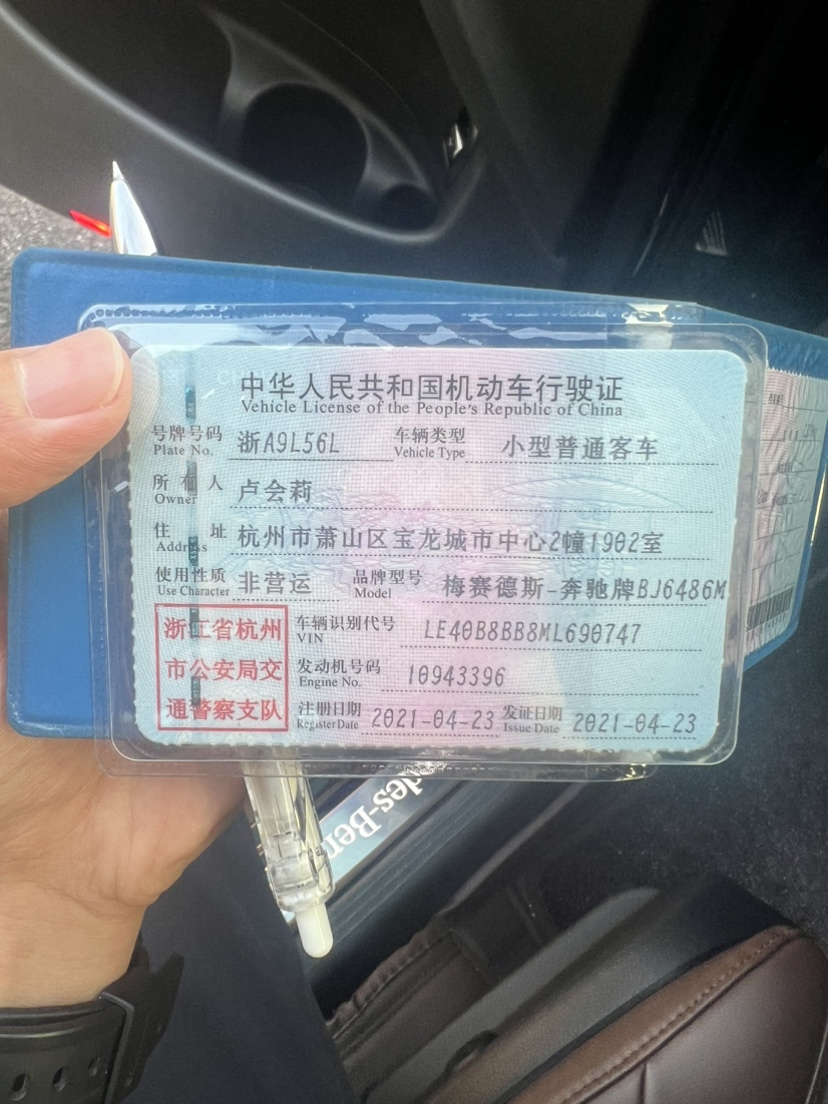 中华人民共和国机动车行驶证
Vehicle License of the People's Republic of China
号牌号码 浙A9L56L 车辆类型 小型普通客车
Plate No. Vehicle Type
所有人 卢会莉
Owner
住址 杭州市萧山区宝龙城市中心2幢1902室
Address
使用性质 非营运 品牌型号 梅赛德斯-奔驰牌BJ6486M
Use Character Model
浙江省杭州
市公安局交
通警察支队
车辆识别代号 LE40B8BB8ML690747
VIN
发动机号码 10943396
Engine No.
注册日期 2021-04-23 发证日期 2021-04-23
Register Date Issue Date
des-Ben